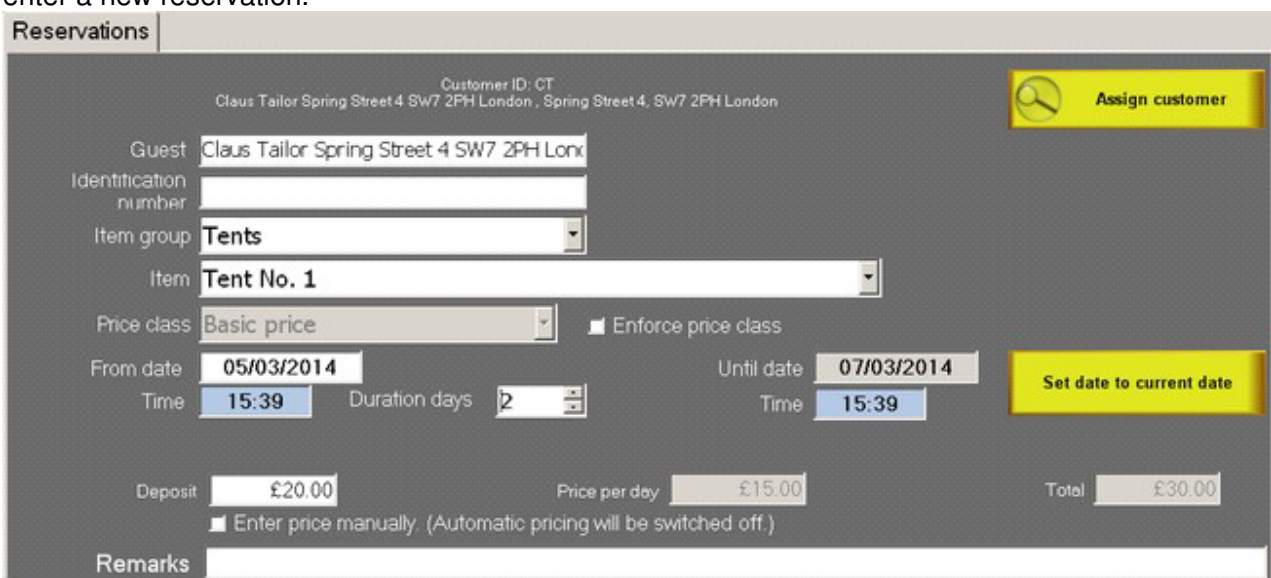 enter a new reservation.
Reservations
Customer ID: CT
Claus Tailor Spring Street 4 SW7 2PH London , Spring Street 4, SW7 2PH London
Assign customer
Guest Claus Tailor Spring Street 4 SW7 2PH Lon
Identification
number
Item group Tents
Item Tent No. 1
Price class Basic price Enforce price class
From date 05/03/2014 Until date 07/03/2014
Set date to current date
Time 15:39 Duration days 2 Time 15:39
Deposit £20.00 Price per day £15.00 Total £30.00
Enter price manually. (Automatic pricing will be switched off.)
Remarks